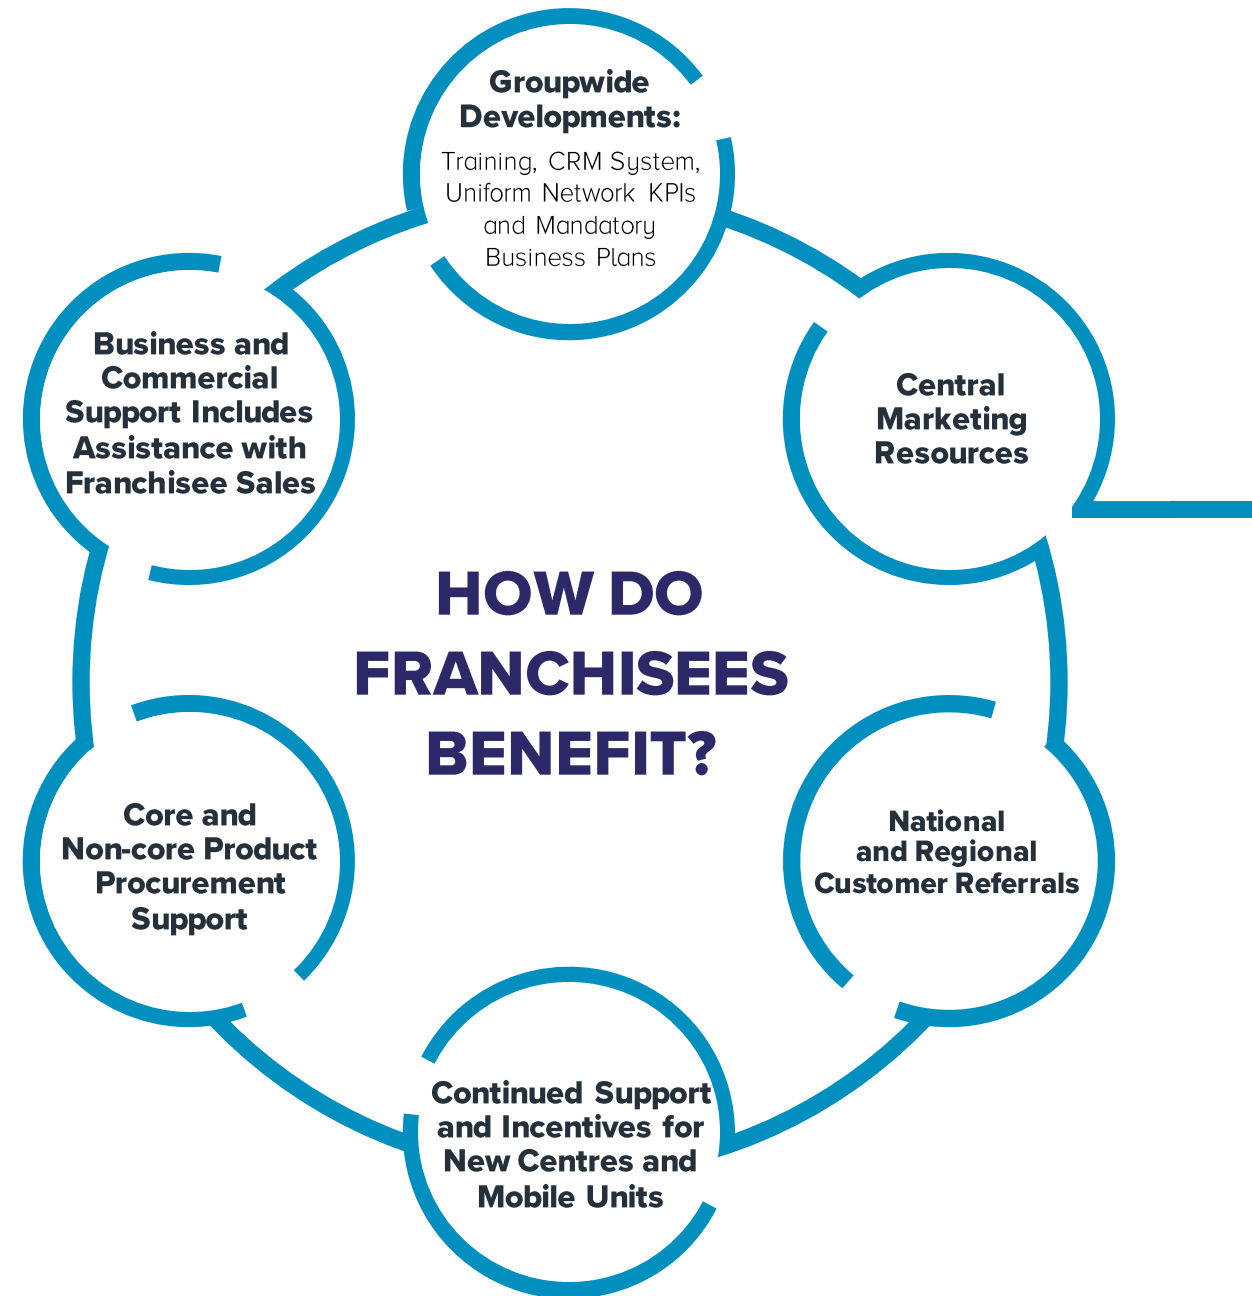 Groupwide
Developments:
Training, CRM System,
Uniform Network KPIs
and Mandatory
Business Plans
Business and
Commercial
Support Includes
Assistance with
Franchisee Sales
Central
Marketing
Resources
HOW DO
FRANCHISEES
BENEFIT?
Core and
Non-core Product
Procurement
Support
National
and Regional
Customer Referrals
Continued Support
and Incentives for
New Centres and
Mobile Units